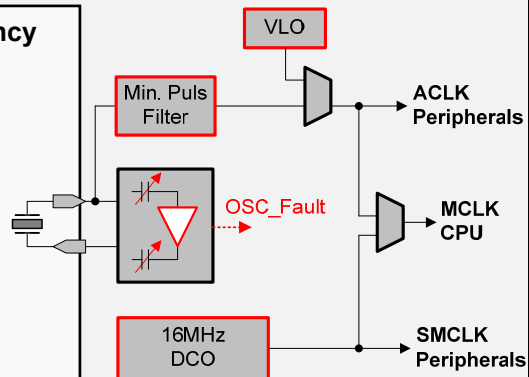 ncy
VLO
Min. Puls
Filter
ACLK
Peripherals
OSC_Fault
MCLK
CPU
16MHz
DCO
SMCLK
Peripherals